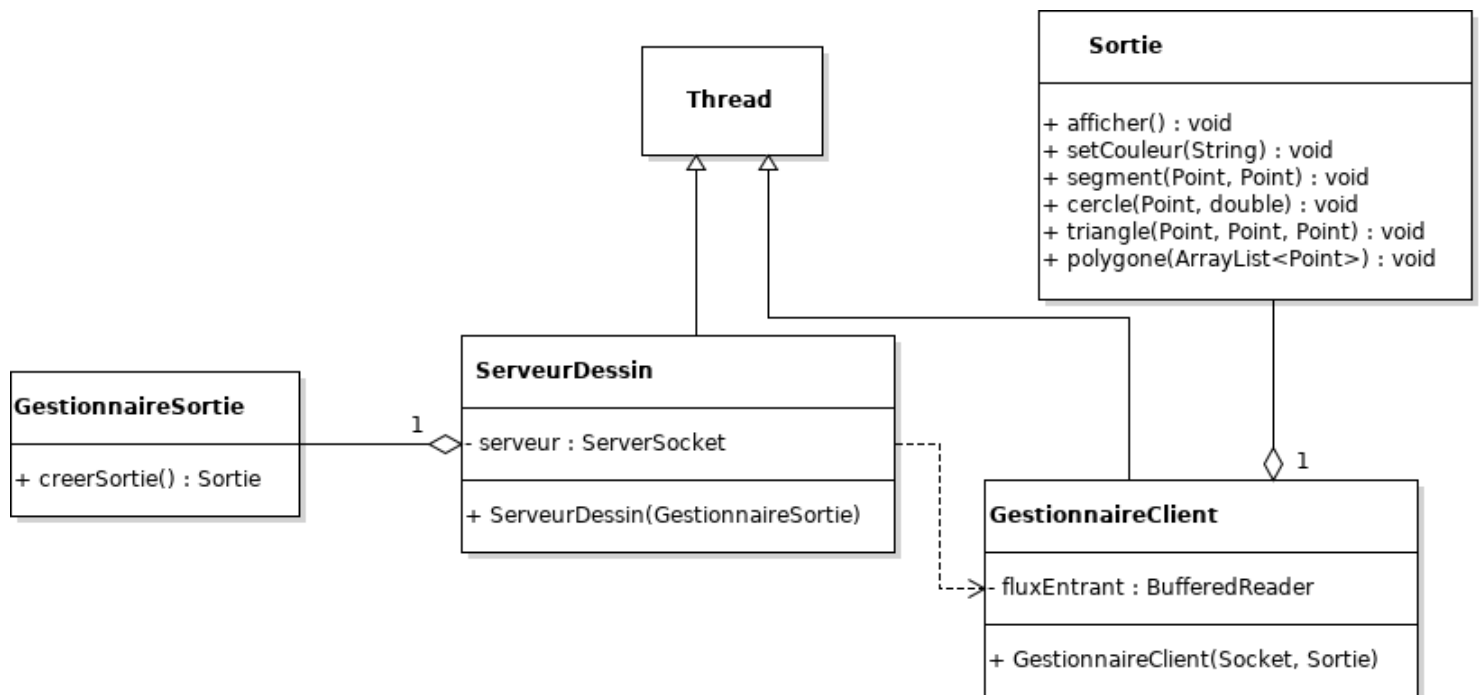 Sortie
+ afficher() : void
+ setCouleur(String) : void
+ segment(Point, Point) : void
+ cercle(Point, double) : void
+ triangle(Point, Point, Point) : void
+ polygone(ArrayList<Point>) : void
Thread
ServeurDessin
- serveur : ServerSocket
+ ServeurDessin(GestionnaireSortie)
GestionnaireSortie
+ creerSortie() : Sortie
1
1
GestionnaireClient
- fluxEntrant : BufferedReader
+ GestionnaireClient(Socket, Sortie)